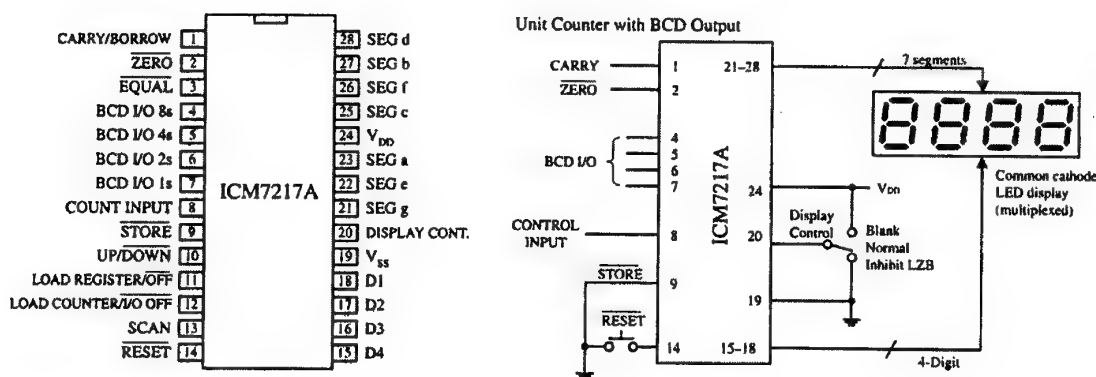 CARRY/BORROW 1
ZERO 2
EQUAL 3
BCD I/O 8s 4
BCD I/O 4s 5
BCD I/O 2s 6
BCD I/O 1s 7
COUNT INPUT 8
STORE 9
UP/DOWN 10
LOAD REGISTER/OFF 11
LOAD COUNTER/I/O OFF 12
SCAN 13
RESET 14
ICM7217A
28 SEG d
27 SEG b
26 SEG f
25 SEG c
24 VDD
23 SEG a
22 SEG e
21 SEG g
20 DISPLAY CONT.
19 VSS
18 D1
17 D2
16 D3
15 D4
Unit Counter with BCD Output
CARRY 1
ZERO 2
BCD I/O
4
5
6
7
CONTROL
INPUT
8
STORE
9
RESET
14
ICM7217A
21–28
24
20
19
15–18
7 segments
8888
Common cathode
LED display
(multiplexed)
VDD
Display
Control
Blank
Normal
Inhibit LZB
4-Digit